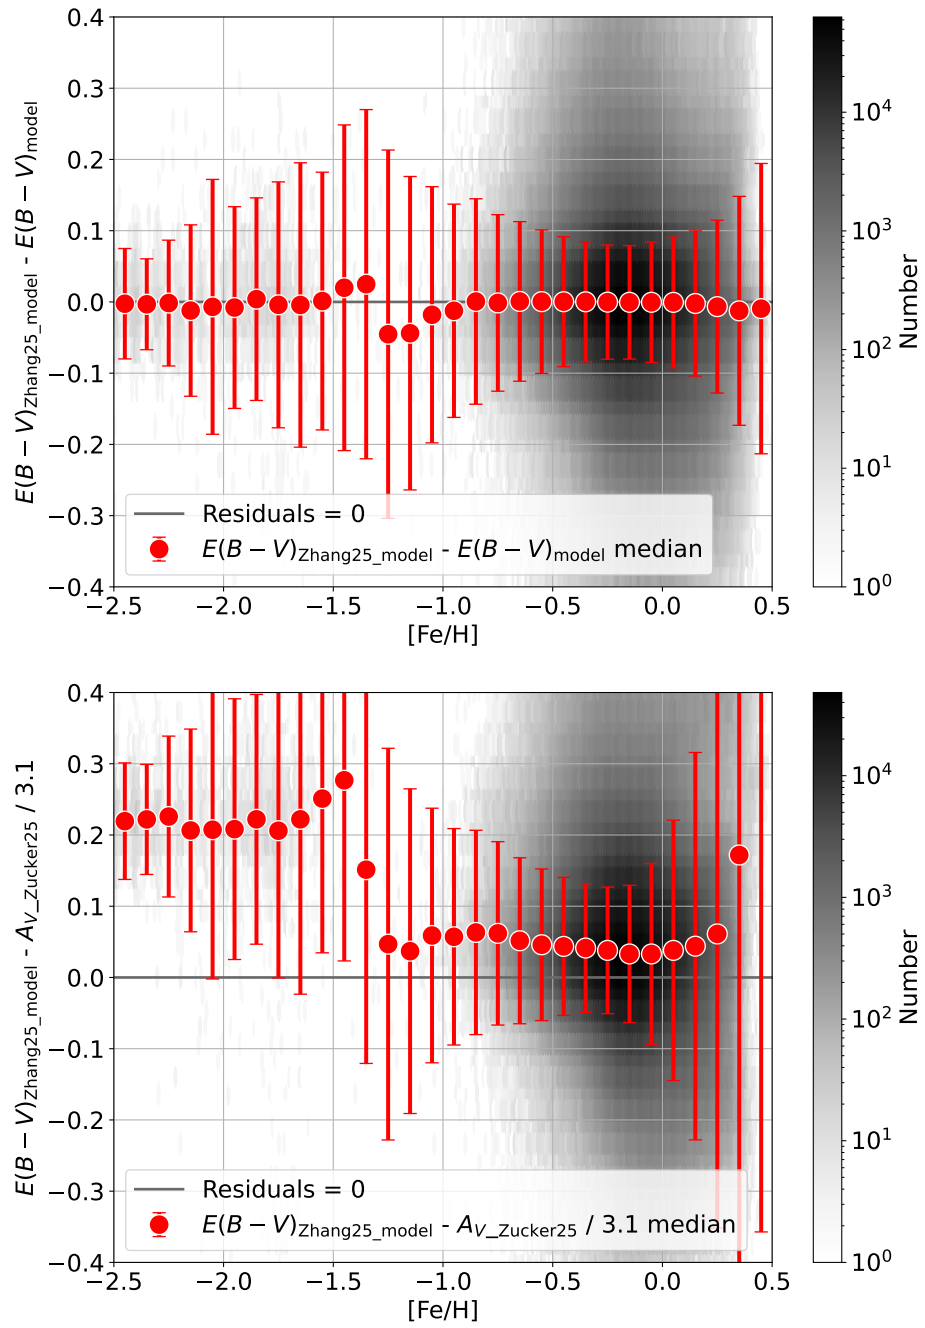 0.4
0.3
0.2
0.1
0.0
−0.1
−0.2
−0.3
−0.4
E(B − V)Zhang25_model - E(B − V)model
Residuals = 0
E(B − V)Zhang25_model - E(B − V)model median
−2.5 −2.0 −1.5 −1.0 −0.5 0.0 0.5
[Fe/H]
10^4
10^3
10^2
10^1
10^0
Number
0.4
0.3
0.2
0.1
0.0
−0.1
−0.2
−0.3
−0.4
E(B − V)Zhang25_model - AV_Zucker25 / 3.1
Residuals = 0
E(B − V)Zhang25_model - AV_Zucker25 / 3.1 median
−2.5 −2.0 −1.5 −1.0 −0.5 0.0 0.5
[Fe/H]
10^4
10^3
10^2
10^1
10^0
Number